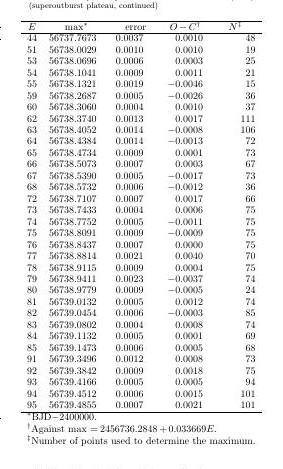 (superoutburst plateau, continued)
E max* error O − C† N‡
44 56737.7673 0.0037 0.0010 48
51 56738.0029 0.0010 0.0010 19
53 56738.0696 0.0006 0.0003 25
54 56738.1041 0.0009 0.0011 21
55 56738.1321 0.0019 −0.0046 15
59 56738.2687 0.0005 −0.0026 36
60 56738.3060 0.0004 0.0010 37
62 56738.3740 0.0013 0.0017 111
63 56738.4052 0.0014 −0.0008 106
64 56738.4384 0.0014 −0.0013 72
65 56738.4734 0.0009 0.0001 73
66 56738.5073 0.0007 0.0003 67
67 56738.5390 0.0005 −0.0017 73
68 56738.5732 0.0006 −0.0012 36
72 56738.7107 0.0007 0.0017 66
73 56738.7433 0.0004 0.0006 75
74 56738.7752 0.0005 −0.0011 75
75 56738.8091 0.0009 −0.0009 75
76 56738.8437 0.0007 0.0000 75
77 56738.8814 0.0021 0.0040 70
78 56738.9115 0.0009 0.0004 75
79 56738.9411 0.0023 −0.0037 74
80 56738.9779 0.0009 −0.0005 24
81 56739.0132 0.0005 0.0012 74
82 56739.0454 0.0006 −0.0003 85
83 56739.0802 0.0004 0.0008 74
84 56739.1132 0.0005 0.0001 69
85 56739.1473 0.0006 0.0005 68
91 56739.3496 0.0012 0.0008 73
92 56739.3842 0.0009 0.0018 75
93 56739.4166 0.0005 0.0005 94
94 56739.4512 0.0006 0.0015 101
95 56739.4855 0.0007 0.0021 101
*BJD−2400000.
†Against max = 2456736.2848 + 0.033669E.
‡Number of points used to determine the maximum.